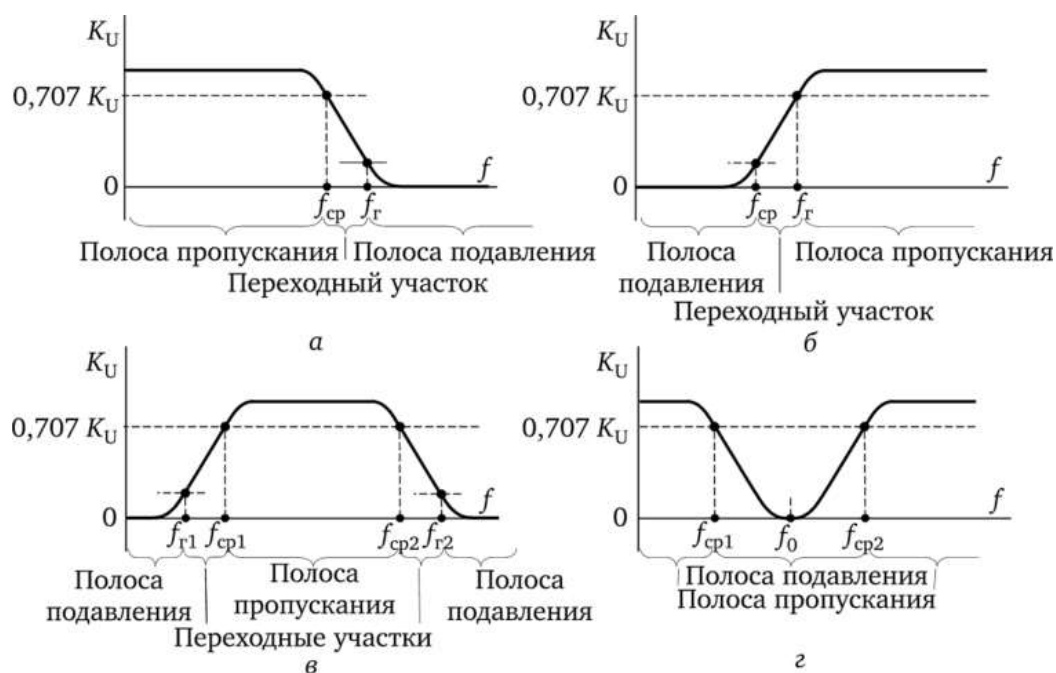 K_U
0,707 K_U
0
f
f_ср f_г
Полоса пропускания Полоса подавления
Переходный участок
а
K_U
0,707 K_U
0
f
f_ср f_г
Полоса подавления
Полоса пропускания
Переходный участок
б
K_U
0,707 K_U
0
f
f_г1 f_ср1 f_ср2 f_г2
Полоса подавления
Полоса пропускания
Полоса подавления
Переходные участки
в
K_U
0,707 K_U
0
f
f_ср1 f_0 f_ср2
Полоса подавления
Полоса пропускания
г